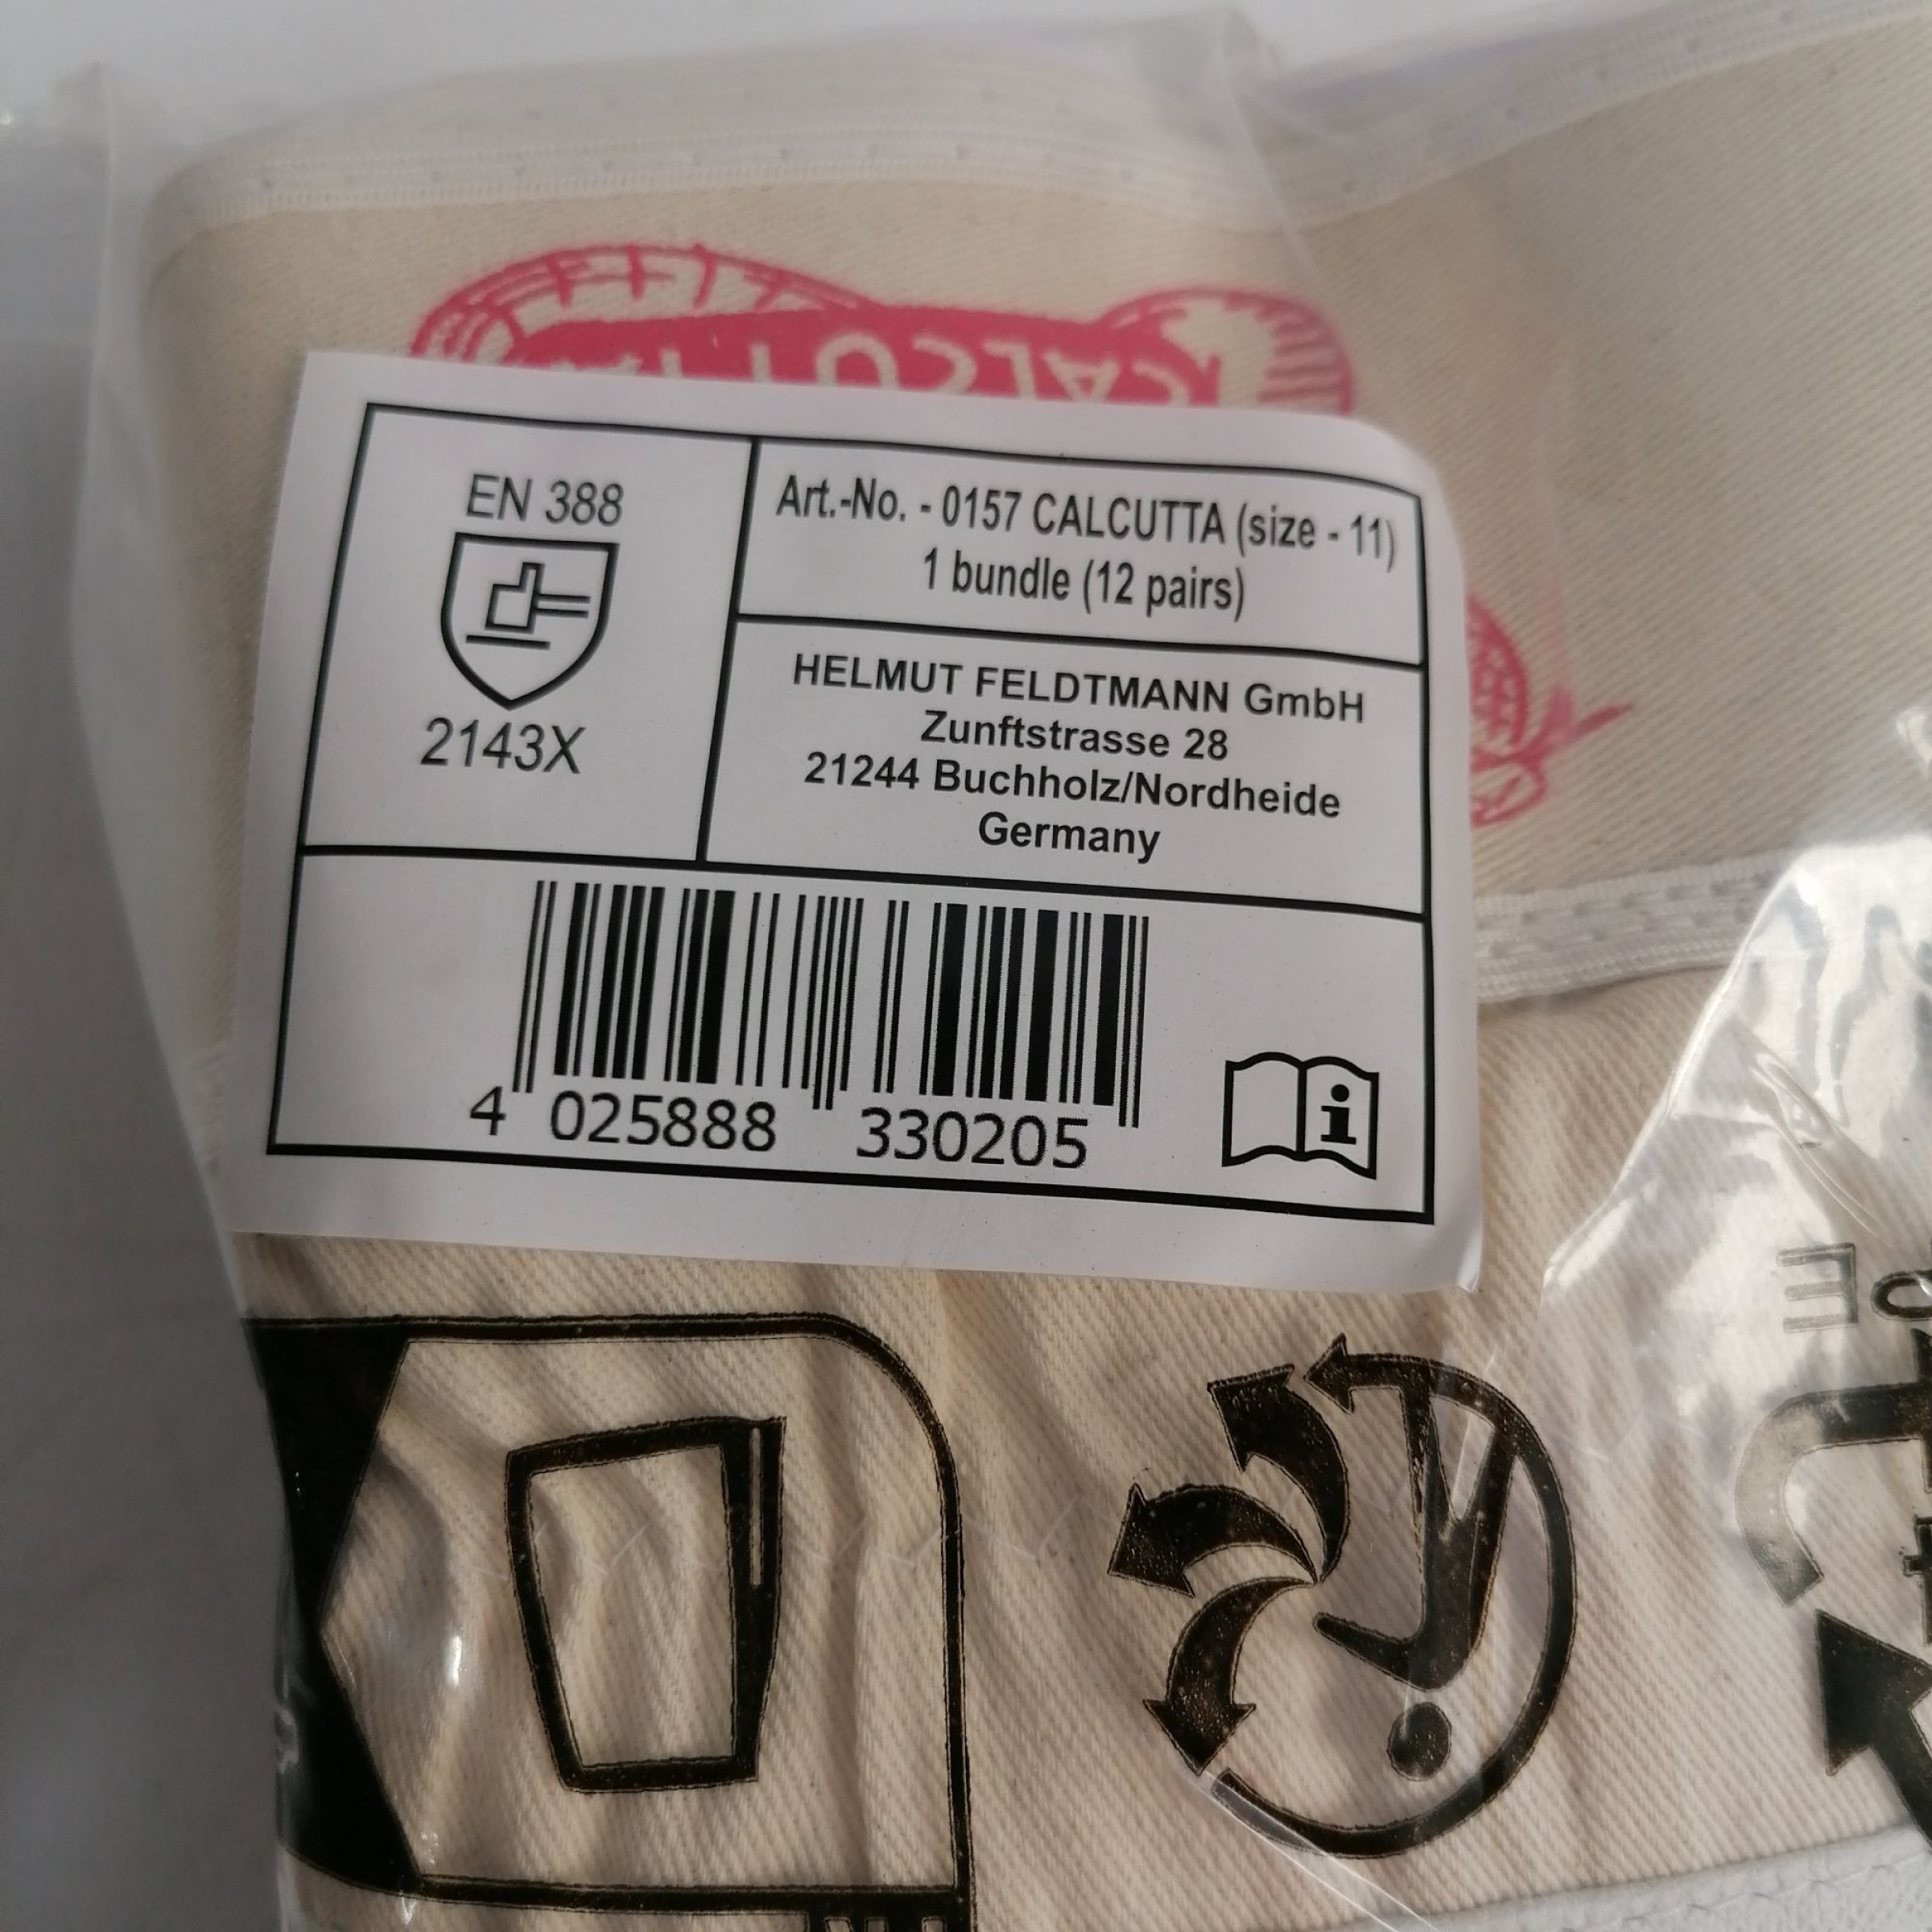 CALCUTTA
EN 388
2143X
Art.-No. - 0157 CALCUTTA (size - 11)
1 bundle (12 pairs)
HELMUT FELDTMANN GmbH
Zunftstrasse 28
21244 Buchholz/Nordheide
Germany
4 025888 330205